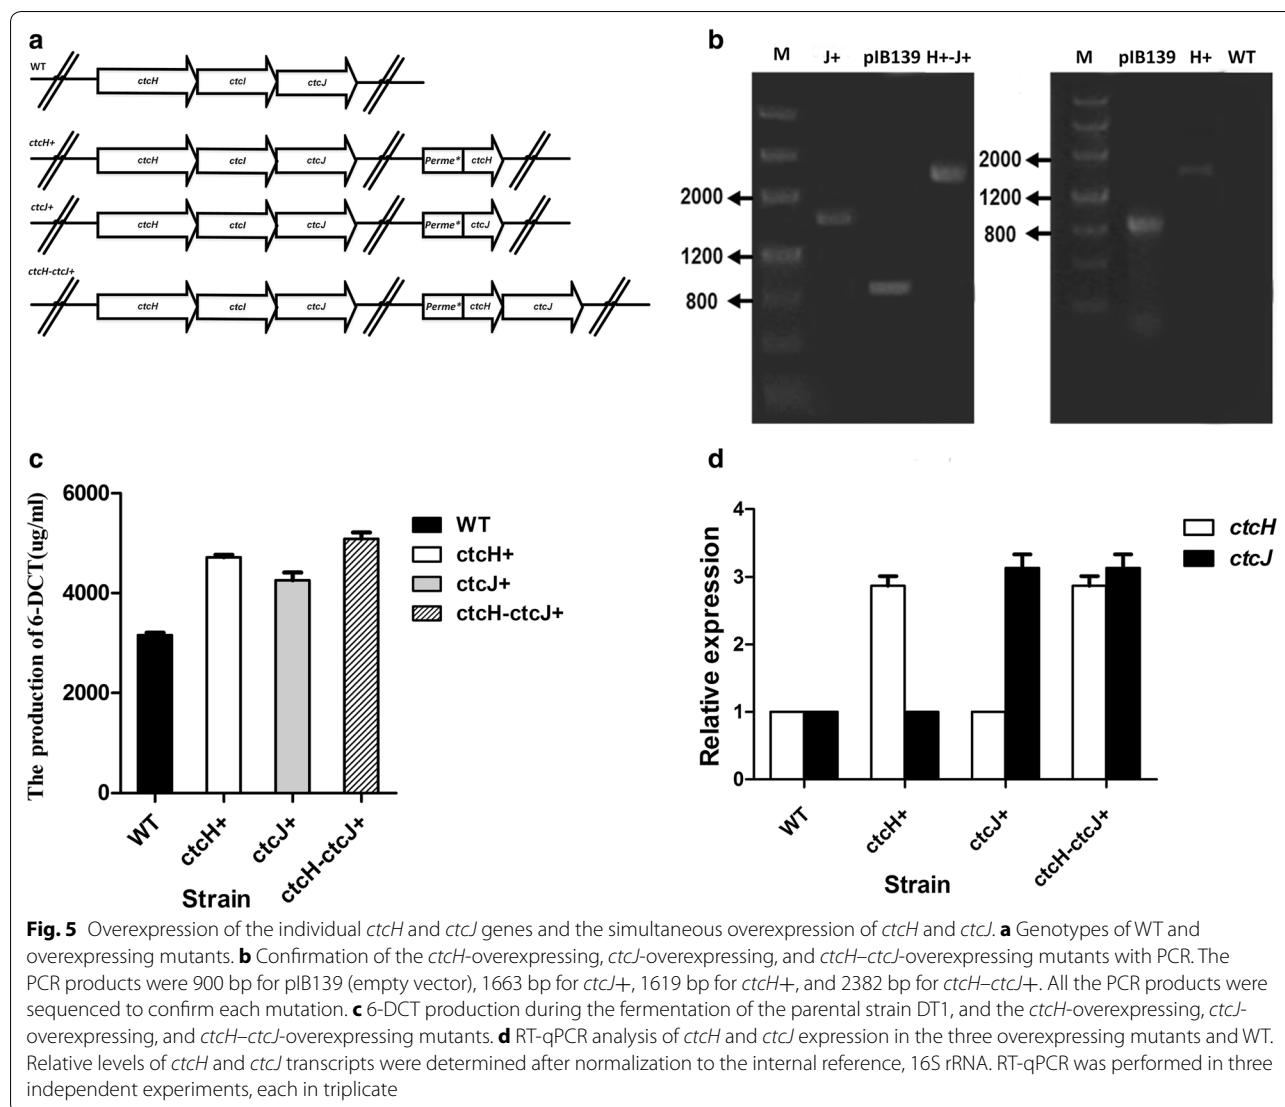 a
WT
ctcH ctcI ctcJ
ctcH+
ctcH ctcI ctcJ Perme* ctcH
ctcJ+
ctcH ctcI ctcJ Perme* ctcJ
ctcH-ctcJ+
ctcH ctcI ctcJ Perme* ctcH ctcJ
b
M J+ pIB139 H+-J+
2000
1200
800
M pIB139 H+ WT
2000
1200
800
c
The production of 6-DCT(ug/ml)
6000
4000
2000
0
WT
ctcH+
ctcJ+
ctcH-ctcJ+
Strain
WT
ctcH+
ctcJ+
ctcH-ctcJ+
d
Relative expression
4
3
2
1
0
WT
ctcH+
ctcJ+
ctcH-ctcJ+
Strain
ctcH
ctcJ
Fig. 5 Overexpression of the individual ctcH and ctcJ genes and the simultaneous overexpression of ctcH and ctcJ. a Genotypes of WT and
overexpressing mutants. b Confirmation of the ctcH-overexpressing, ctcJ-overexpressing, and ctcH–ctcJ-overexpressing mutants with PCR. The
PCR products were 900 bp for pIB139 (empty vector), 1663 bp for ctcJ+, 1619 bp for ctcH+, and 2382 bp for ctcH–ctcJ+. All the PCR products were
sequenced to confirm each mutation. c 6-DCT production during the fermentation of the parental strain DT1, and the ctcH-overexpressing, ctcJ-
overexpressing, and ctcH–ctcJ-overexpressing mutants. d RT-qPCR analysis of ctcH and ctcJ expression in the three overexpressing mutants and WT.
Relative levels of ctcH and ctcJ transcripts were determined after normalization to the internal reference, 16S rRNA. RT-qPCR was performed in three
independent experiments, each in triplicate